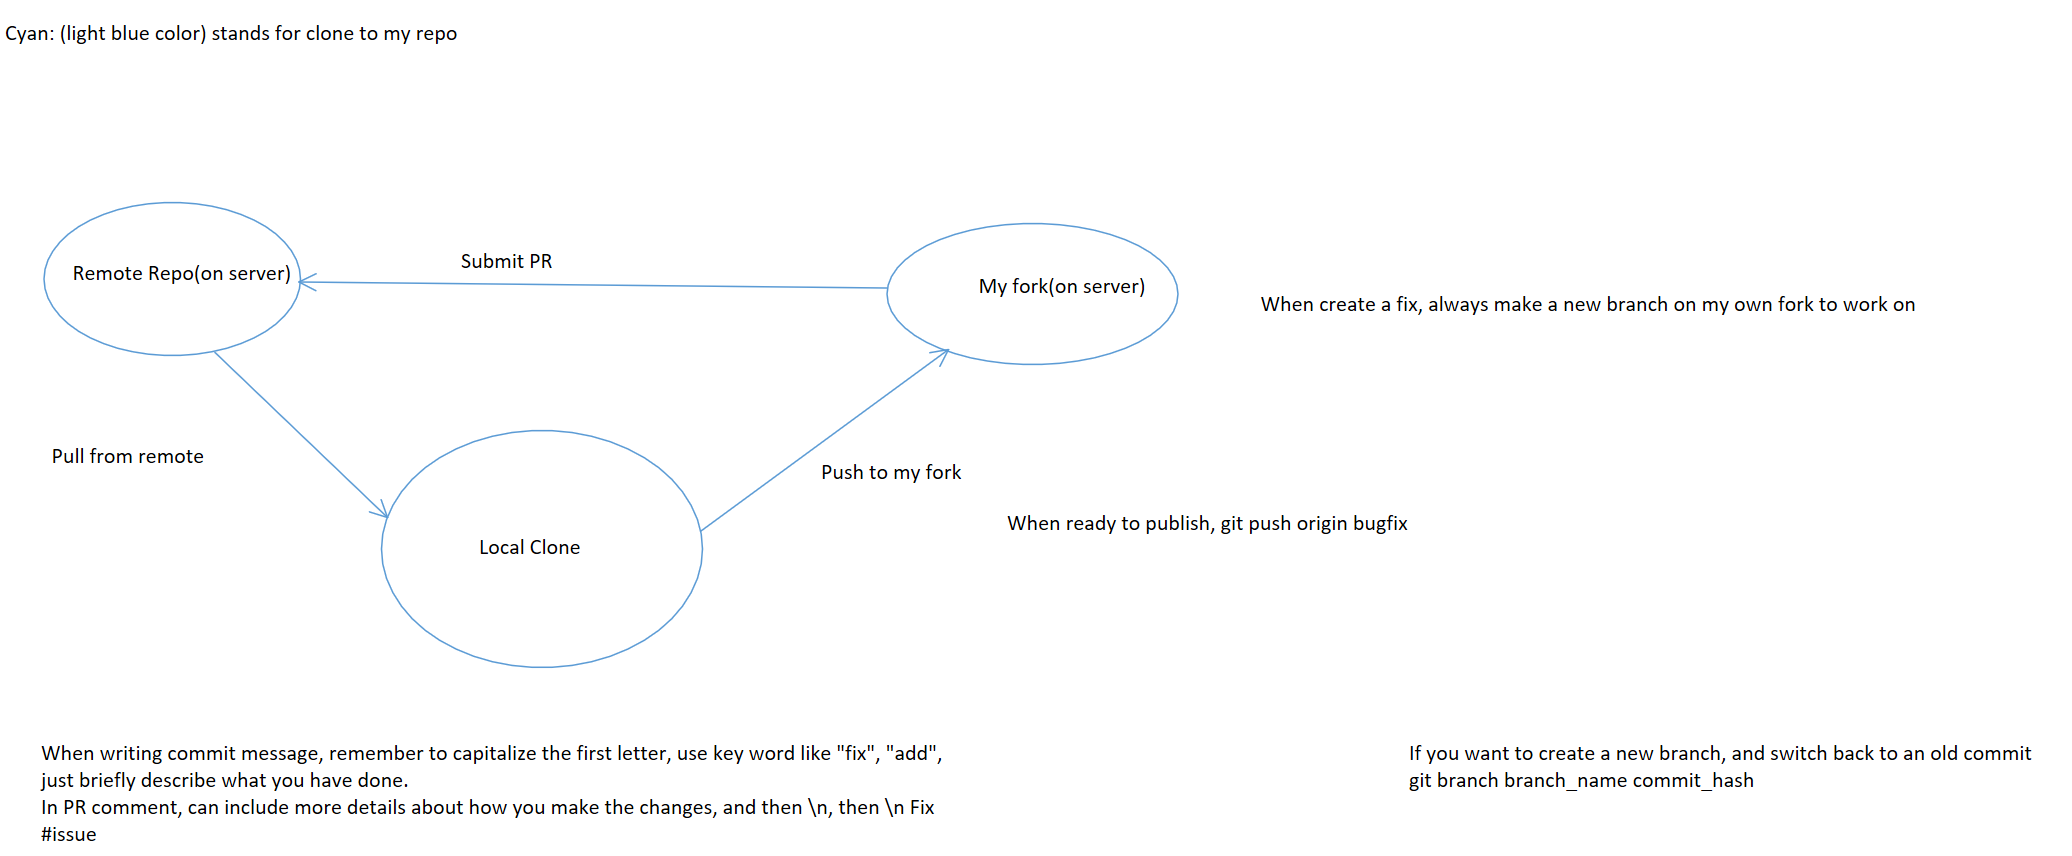 Cyan: (light blue color) stands for clone to my repo
Remote Repo(on server)
Submit PR
My fork(on server)
When create a fix, always make a new branch on my own fork to work on
Pull from remote
Push to my fork
When ready to publish, git push origin bugfix
Local Clone
When writing commit message, remember to capitalize the first letter, use key word like "fix", "add",
just briefly describe what you have done.
In PR comment, can include more details about how you make the changes, and then \n, then \n Fix
#issue
If you want to create a new branch, and switch back to an old commit
git branch branch_name commit_hash